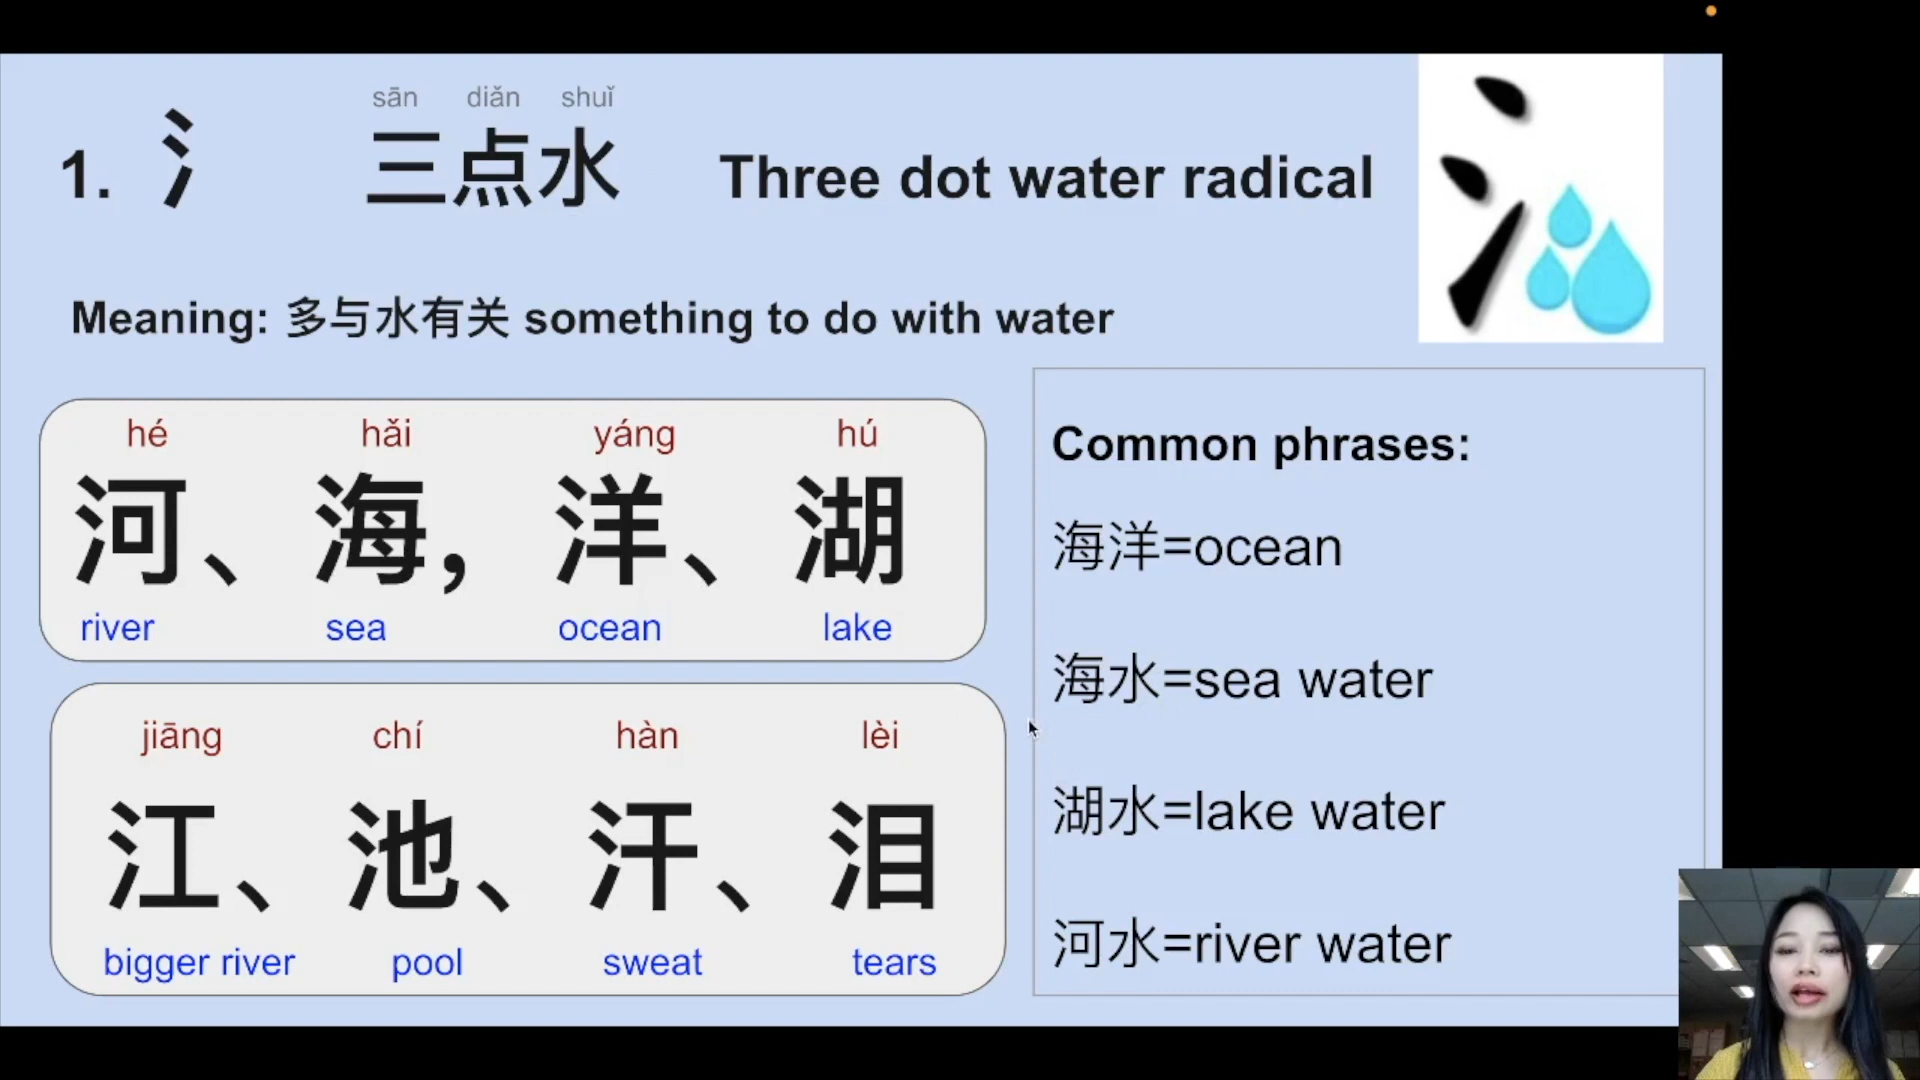 sān diǎn shuǐ
1. 氵 三点水 Three dot water radical
Meaning: 多与水有关 something to do with water
hé hǎi yáng hú
河、海，洋、湖
river sea ocean lake
jiāng chí hàn lèi
江、池、汗、泪
bigger river pool sweat tears
Common phrases:
海洋=ocean
海水=sea water
湖水=lake water
河水=river water
氵